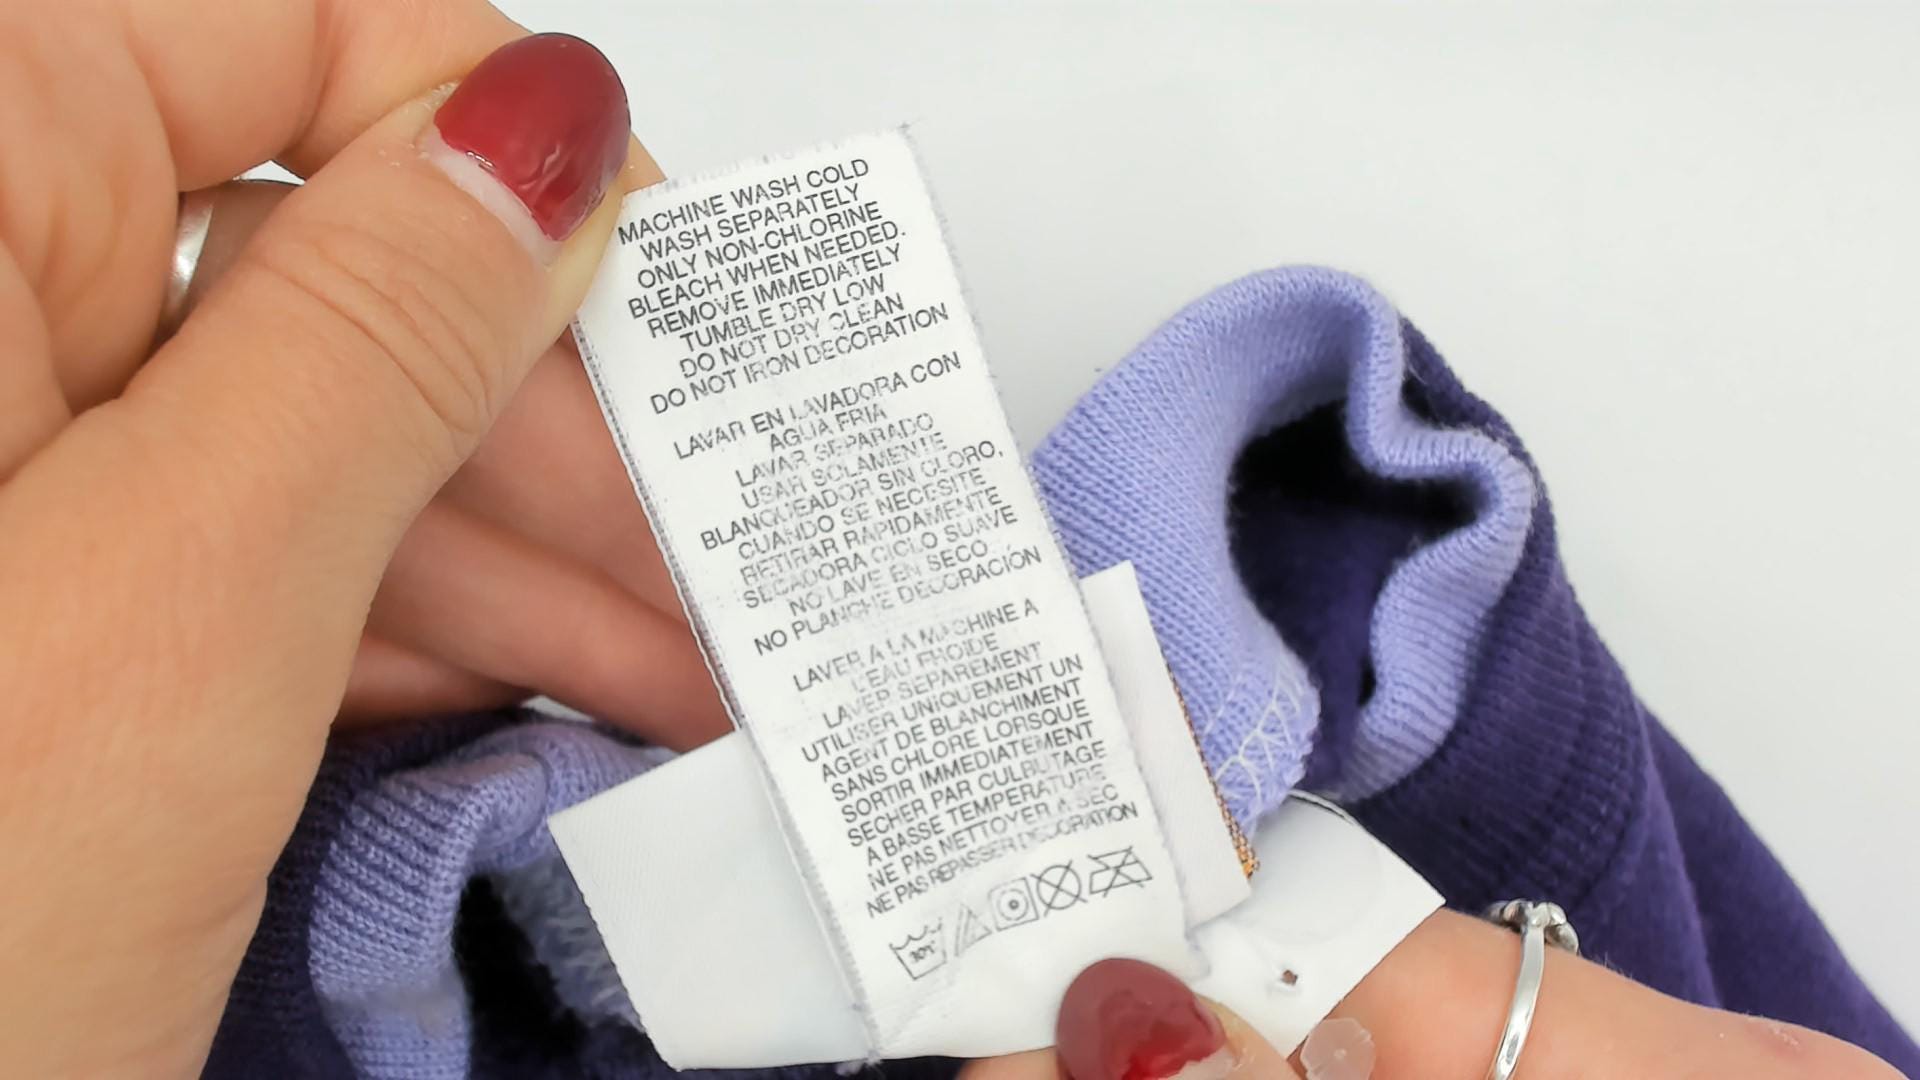 MACHINE WASH COLD
WASH SEPARATELY
ONLY NON-CHLORINE
BLEACH WHEN NEEDED.
REMOVE IMMEDIATELY
TUMBLE DRY LOW
DO NOT DRY CLEAN
DO NOT IRON DECORATION
LAVAR EN LAVADORA CON
AGUA FRIA
LAVAR SEPARADO
USAR SOLAMENTE
BLANQUEADOR SIN CLORO,
CUANDO SE NECESITE
RETIRAR RAPIDAMENTE
SECADORA CICLO SUAVE
NO LAVE EN SECO
NO PLANCHE DECORACIÓN
LAVER A LA MACHINE A
L'EAU FROIDE
LAVER SEPAREMENT
UTILISER UNIQUEMENT UN
AGENT DE BLANCHIMENT
SANS CHLORE LORSQUE
SORTIR IMMEDIATEMENT
SECHER PAR CULBUTAGE
A BASSE TEMPERATURE
NE PAS NETTOYER A SEC
NE PAS REPASSER DECORATION
30°